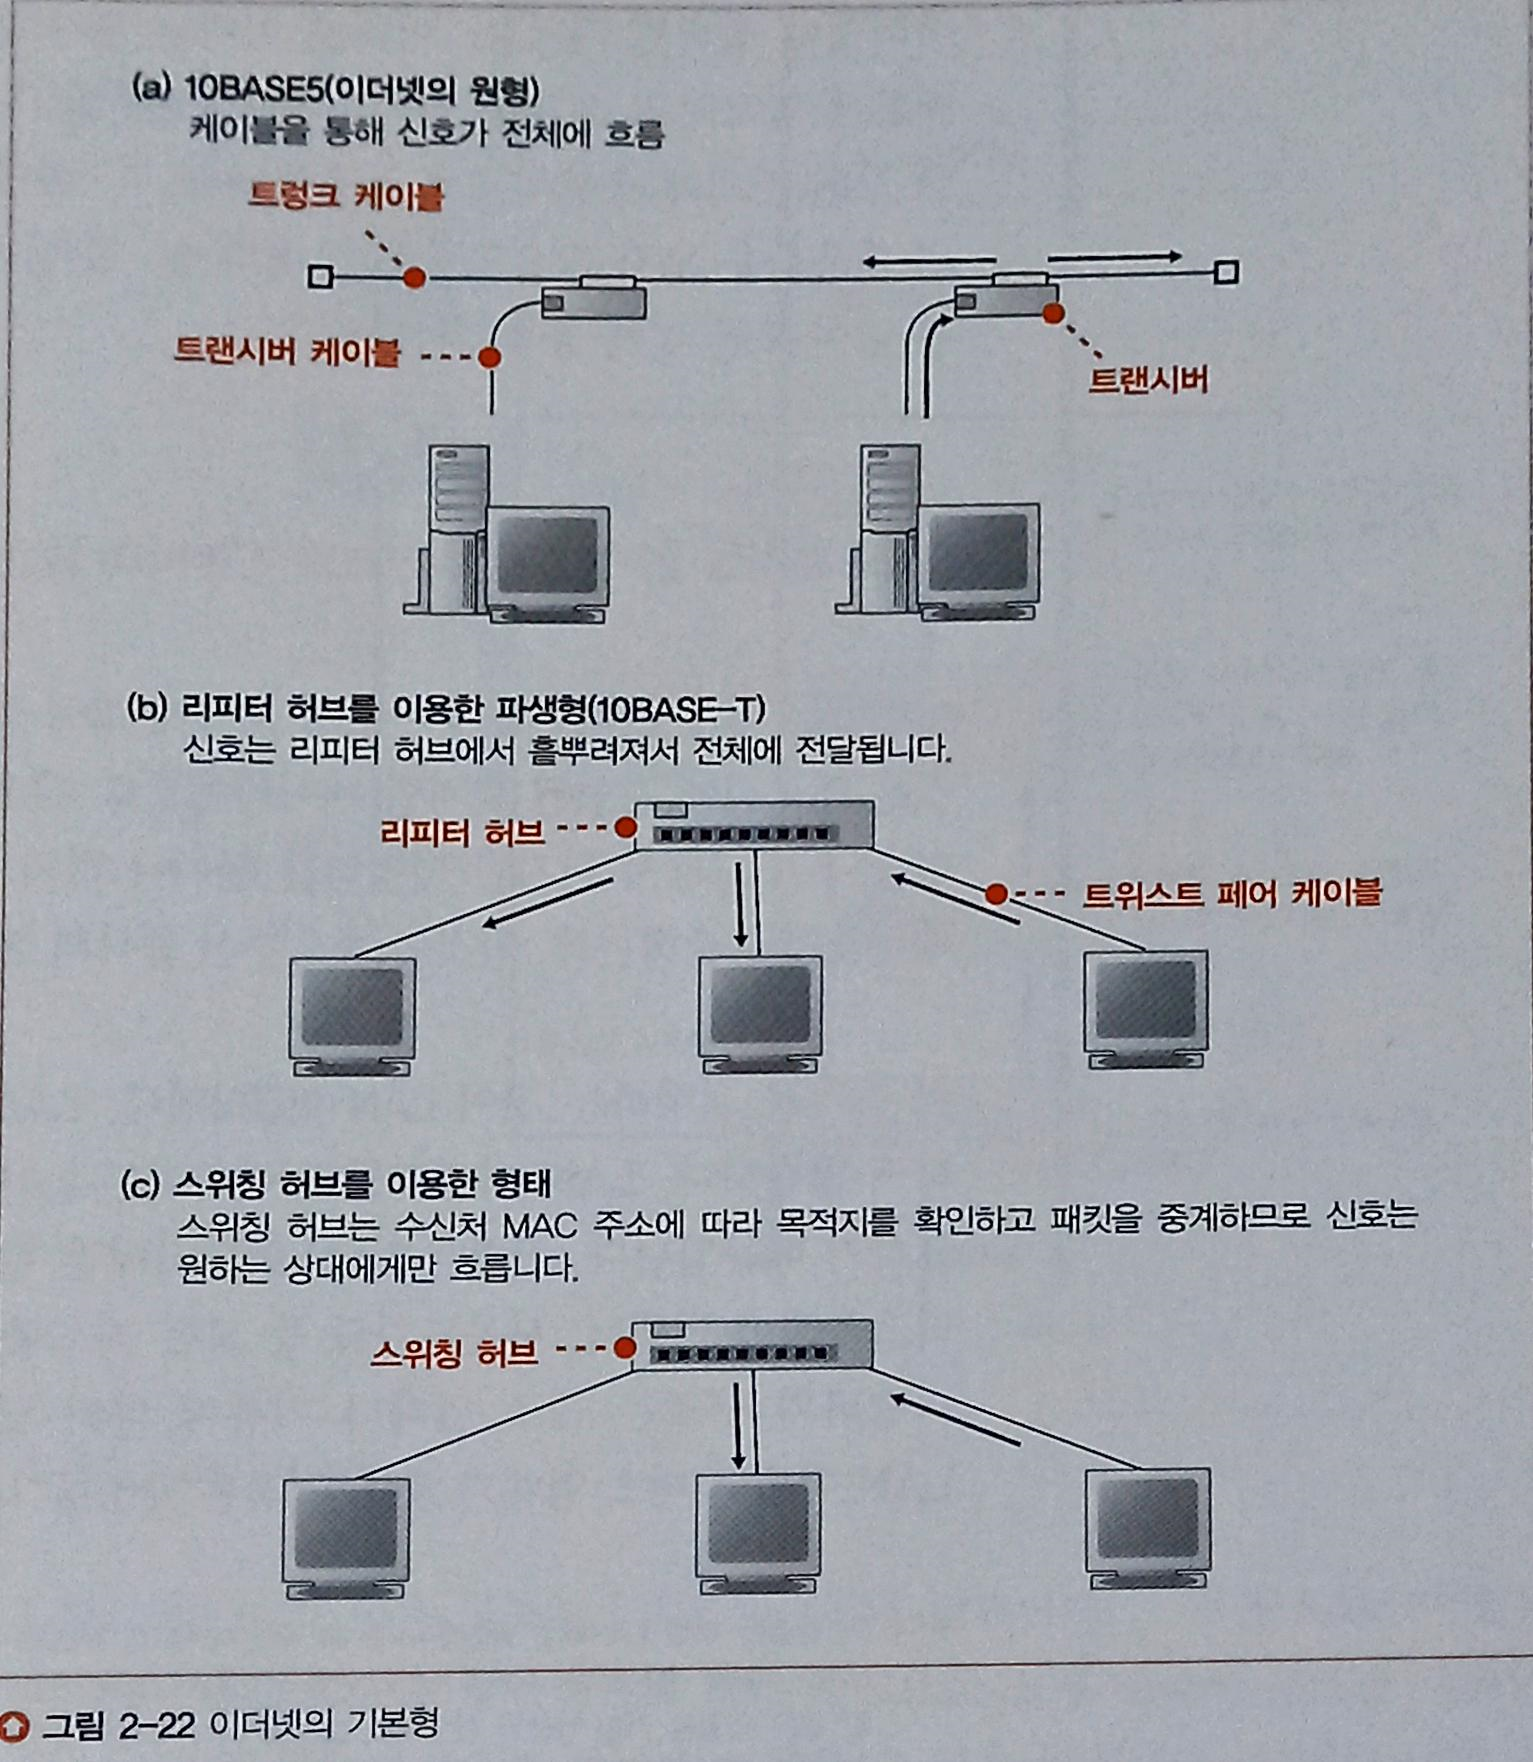 (a) 10BASE5(이더넷의 원형)
케이블을 통해 신호가 전체에 흐름
트렁크 케이블
트랜시버 케이블
트랜시버
(b) 리피터 허브를 이용한 파생형(10BASE-T)
신호는 리피터 허브에서 흩뿌려져서 전체에 전달됩니다.
리피터 허브
트위스트 페어 케이블
(c) 스위칭 허브를 이용한 형태
스위칭 허브는 수신처 MAC 주소에 따라 목적지를 확인하고 패킷을 중계하므로 신호는
원하는 상대에게만 흐릅니다.
스위칭 허브
그림 2-22 이더넷의 기본형